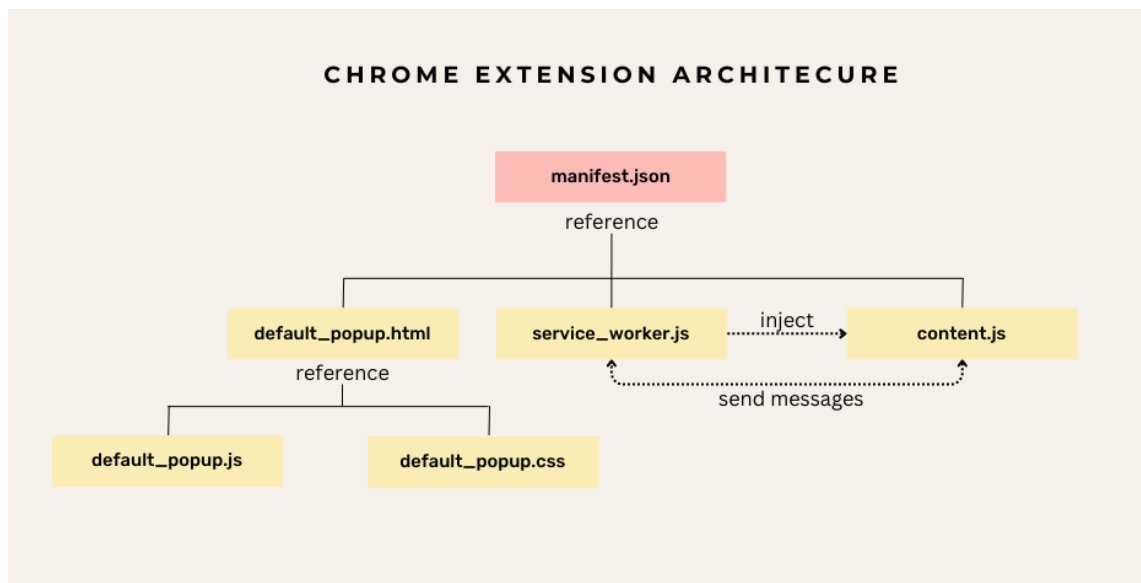 CHROME EXTENSION ARCHITECURE
manifest.json
reference
default_popup.html
service_worker.js
inject
content.js
reference
send messages
default_popup.js
default_popup.css